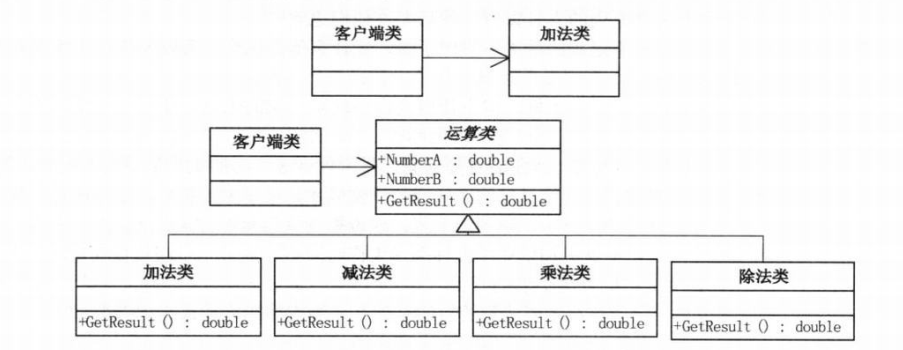 客户端类 加法类
客户端类 运算类
+NumberA : double
+NumberB : double
+GetResult () : double
加法类 减法类 乘法类 除法类
+GetResult () : double +GetResult () : double +GetResult () : double +GetResult () : double